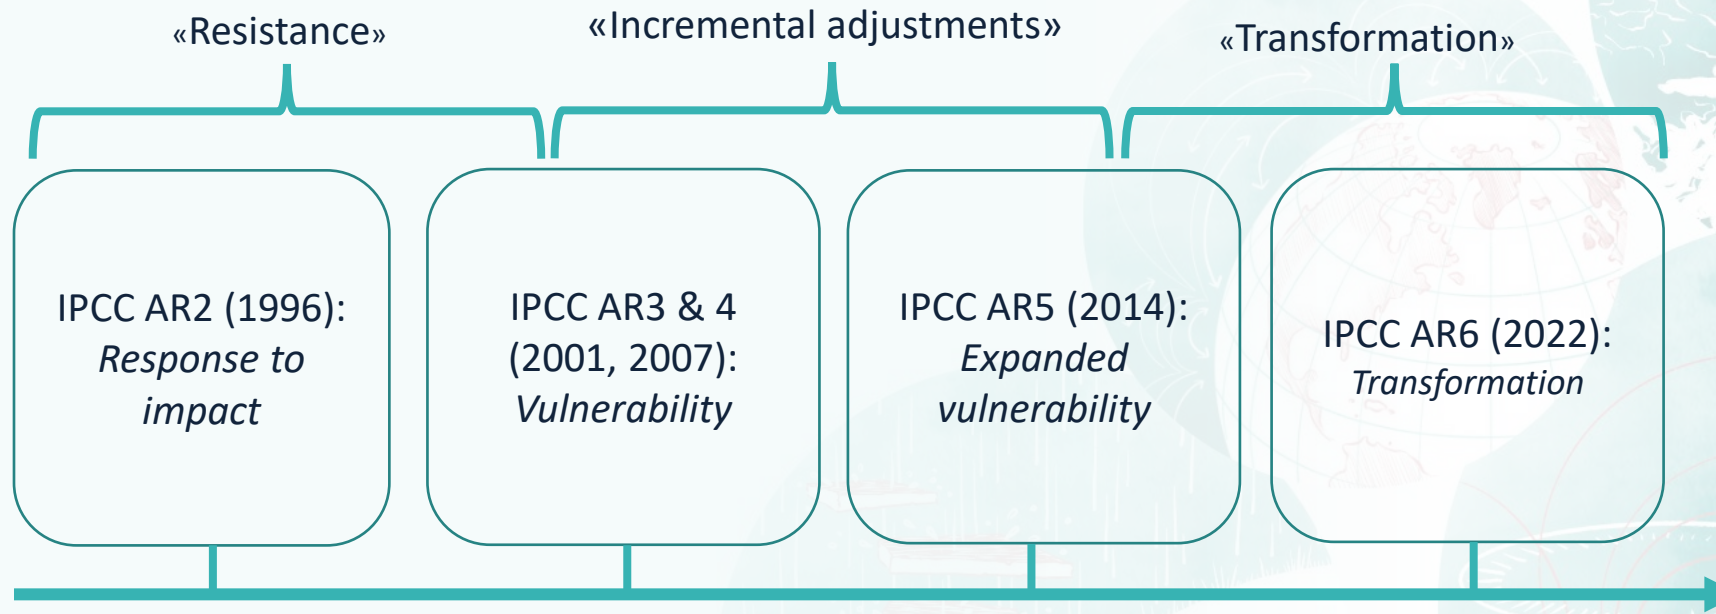 «Resistance»
«Incremental adjustments»
«Transformation»
IPCC AR2 (1996):
Response to
impact
IPCC AR3 & 4
(2001, 2007):
Vulnerability
IPCC AR5 (2014):
Expanded
vulnerability
IPCC AR6 (2022):
Transformation